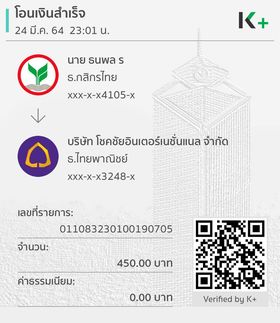 โอนเงินสำเร็จ
24 มี.ค. 64 23:01 น.
K+
นาย ธนพล ร
ธ.กสิกรไทย
xxx-x-x4105-x
บริษัท โชคชัยอินเตอร์เนชั่นแนล จำกัด
ธ.ไทยพาณิชย์
xxx-x-x3248-x
เลขที่รายการ:
011083230100190705
จำนวน:
450.00 บาท
ค่าธรรมเนียม:
0.00 บาท
Verified by K+